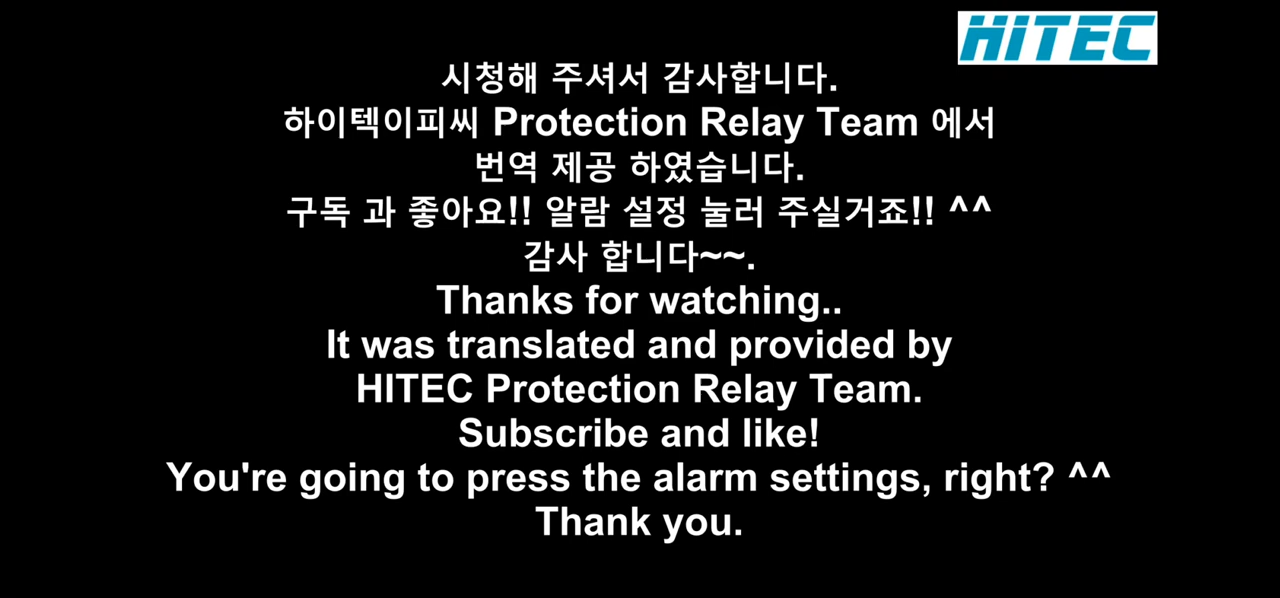 HITEC
시청해 주셔서 감사합니다.
하이텍이피씨 Protection Relay Team 에서
번역 제공 하였습니다.
구독 과 좋아요!! 알람 설정 눌러 주실거죠!! ^^
감사 합니다~~.
Thanks for watching..
It was translated and provided by
HITEC Protection Relay Team.
Subscribe and like!
You're going to press the alarm settings, right? ^^
Thank you.